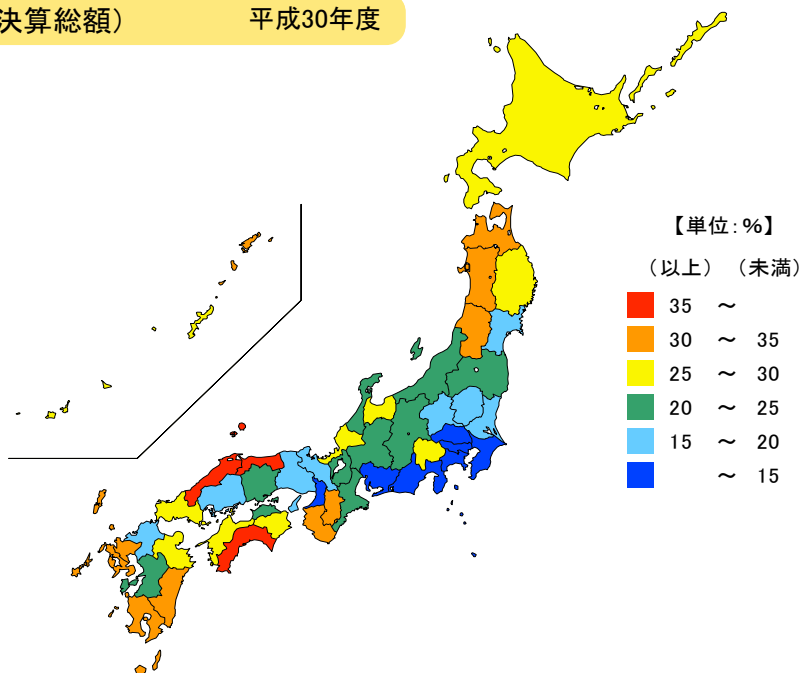 決算総額） 平成30年度
【単位：％】
（以上） （未満）
35 ～
30 ～ 35
25 ～ 30
20 ～ 25
15 ～ 20
～ 15